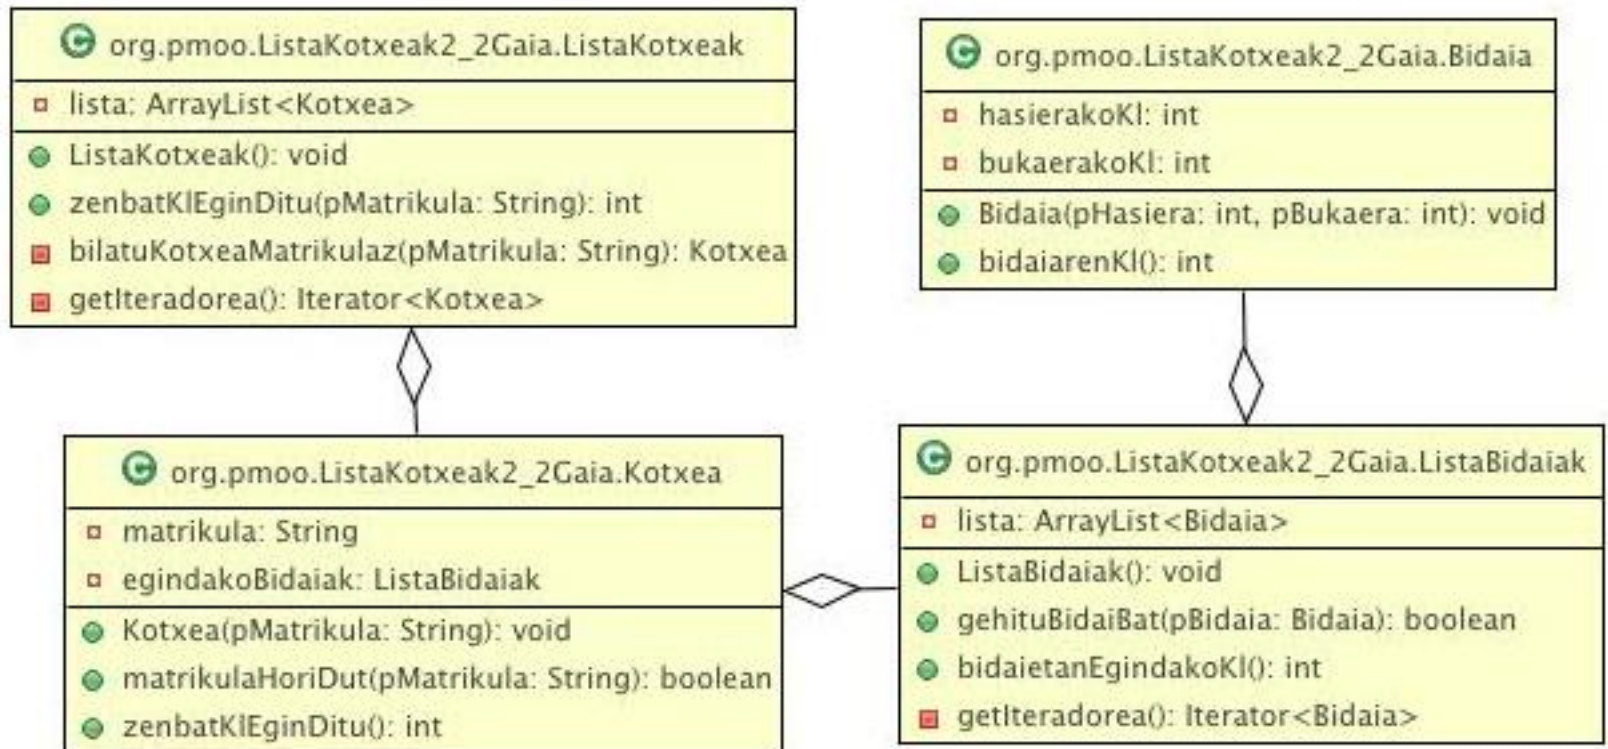 org.pmoo.ListaKotxeak2_2Gaia.ListaKotxeak
lista: ArrayList<Kotxea>
ListaKotxeak(): void
zenbatKlEginDitu(pMatrikula: String): int
bilatuKotxeaMatrikulaz(pMatrikula: String): Kotxea
getIteradorea(): Iterator<Kotxea>
org.pmoo.ListaKotxeak2_2Gaia.Bidaia
hasierakoKl: int
bukaerakoKl: int
Bidaia(pHasiera: int, pBukaera: int): void
bidaiarenKl(): int
org.pmoo.ListaKotxeak2_2Gaia.Kotxea
matrikula: String
egindakoBidaiak: ListaBidaiak
Kotxea(pMatrikula: String): void
matrikulaHoriDut(pMatrikula: String): boolean
zenbatKlEginDitu(): int
org.pmoo.ListaKotxeak2_2Gaia.ListaBidaiak
lista: ArrayList<Bidaia>
ListaBidaiak(): void
gehituBidaiBat(pBidaia: Bidaia): boolean
bidaietanEgindakoKl(): int
getIteradorea(): Iterator<Bidaia>